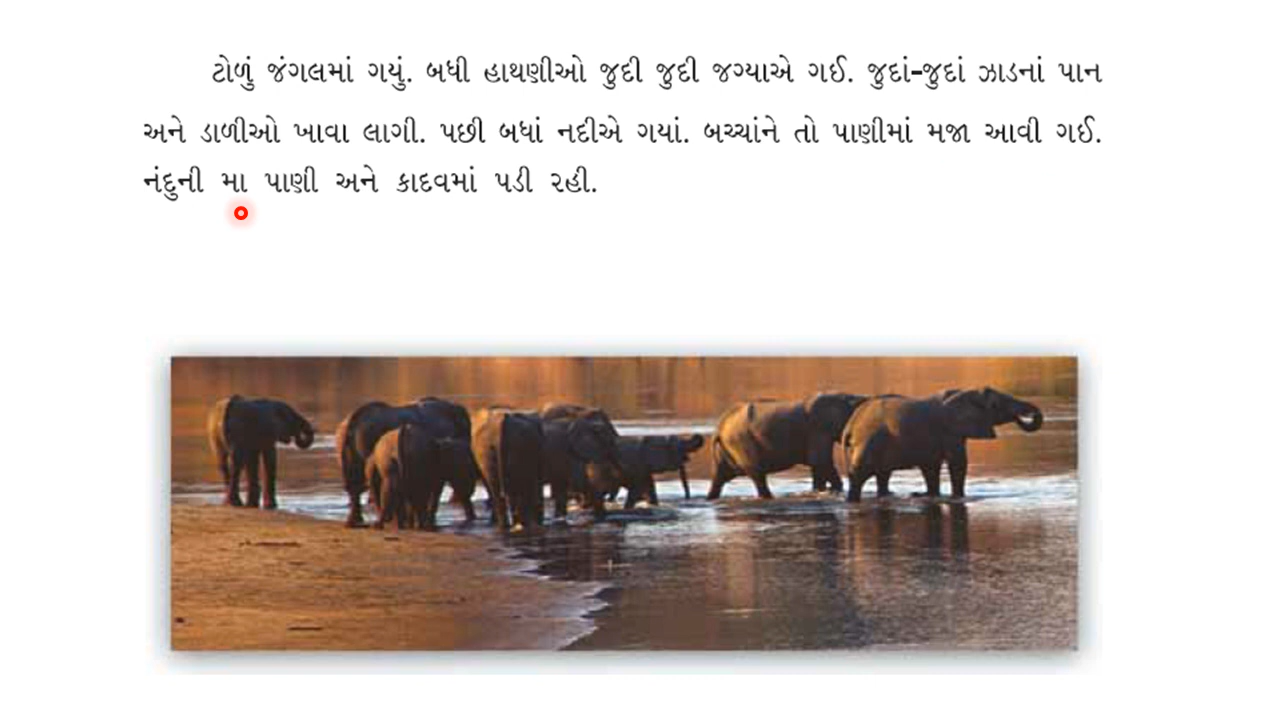 ટોળું જંગલમાં ગયું. બધી હાથણીઓ જુદી જુદી જગ્યાએ ગઈ. જુદાં-જુદાં ઝાડનાં પાન
અને ડાળીઓ ખાવા લાગી. પછી બધાં નદીએ ગયાં. બચ્ચાંને તો પાણીમાં મજા આવી ગઈ.
નંદુની મા પાણી અને કાદવમાં પડી રહી.